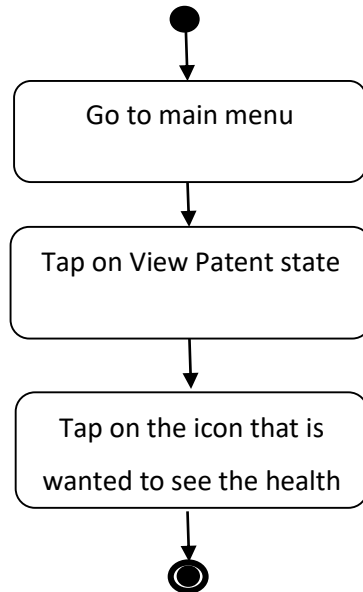 Go to main menu
Tap on View Patent state
Tap on the icon that is
wanted to see the health